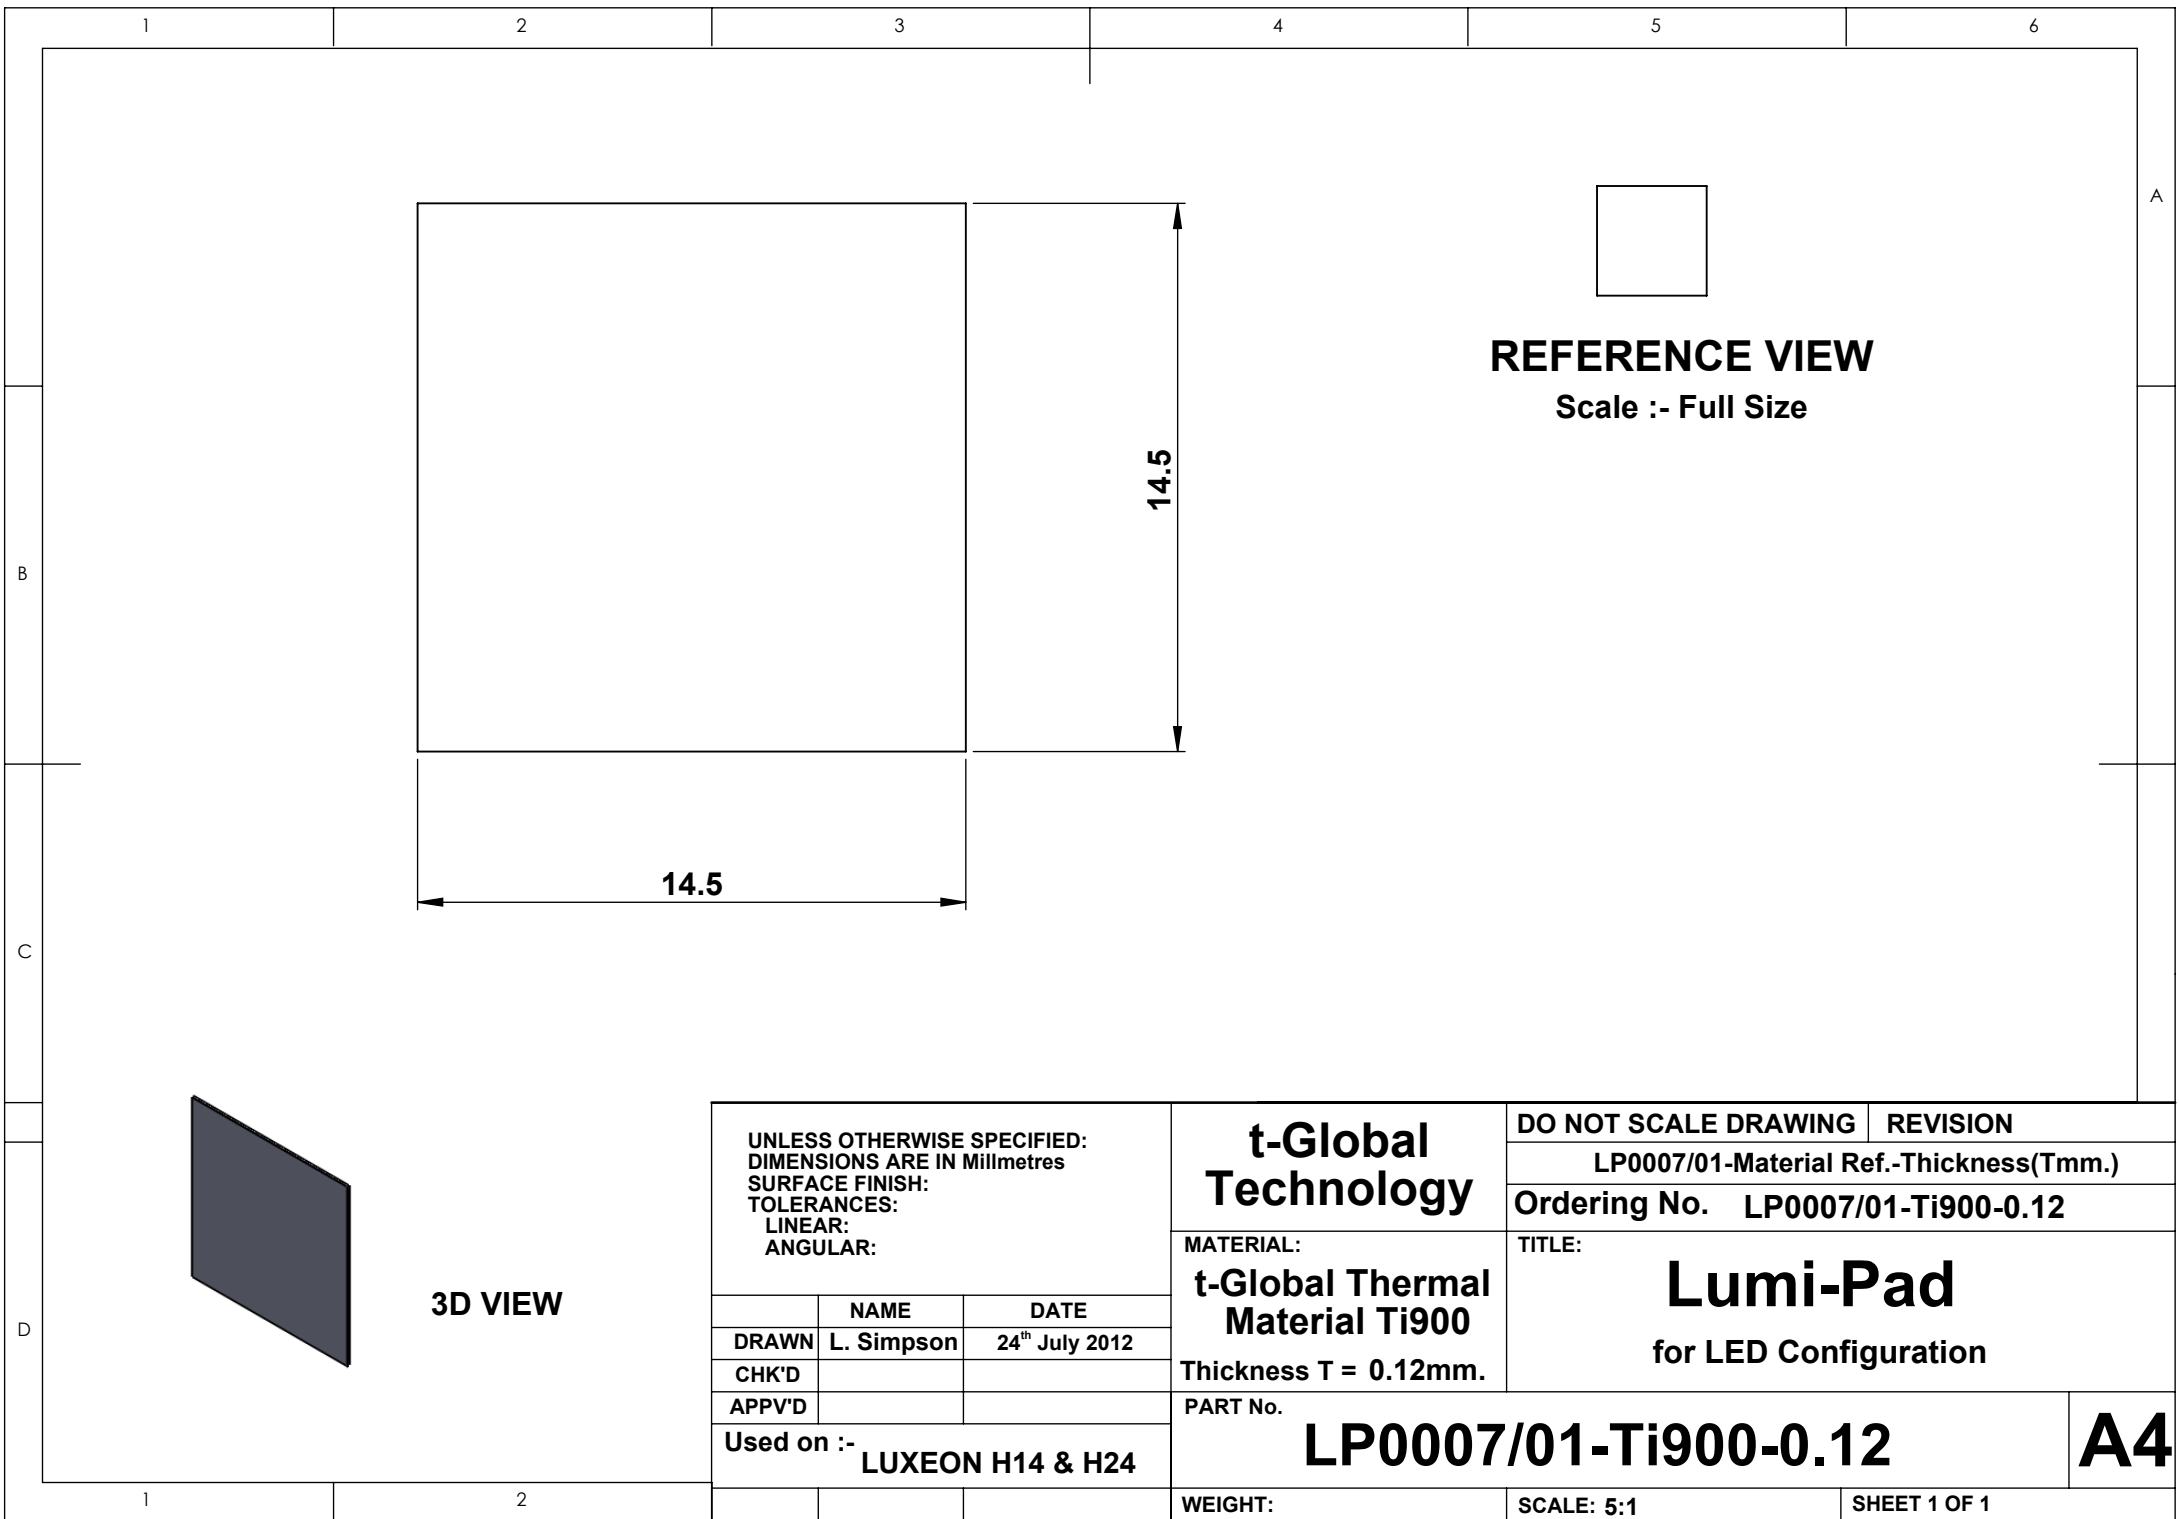 1 2 3 4 5 6
A
B
C
D
14.5
14.5
REFERENCE VIEW
Scale :- Full Size
3D VIEW
UNLESS OTHERWISE SPECIFIED:
DIMENSIONS ARE IN Millmetres
SURFACE FINISH:
TOLERANCES:
LINEAR:
ANGULAR:
NAME DATE
DRAWN L. Simpson 24th July 2012
CHK'D
APPV'D
Used on :-
LUXEON H14 & H24
t-Global
Technology
MATERIAL:
t-Global Thermal
Material Ti900
Thickness T = 0.12mm.
DO NOT SCALE DRAWING REVISION
LP0007/01-Material Ref.-Thickness(Tmm.)
Ordering No. LP0007/01-Ti900-0.12
TITLE:
Lumi-Pad
for LED Configuration
PART No.
LP0007/01-Ti900-0.12
A4
WEIGHT:
SCALE: 5:1
SHEET 1 OF 1
1 2